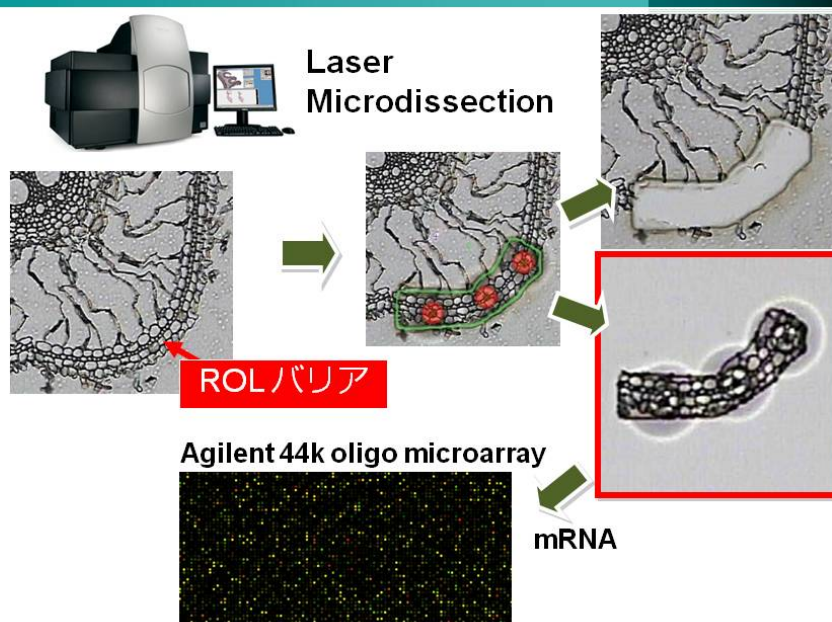 Laser
Microdissection
ROLバリア
Agilent 44k oligo microarray
mRNA